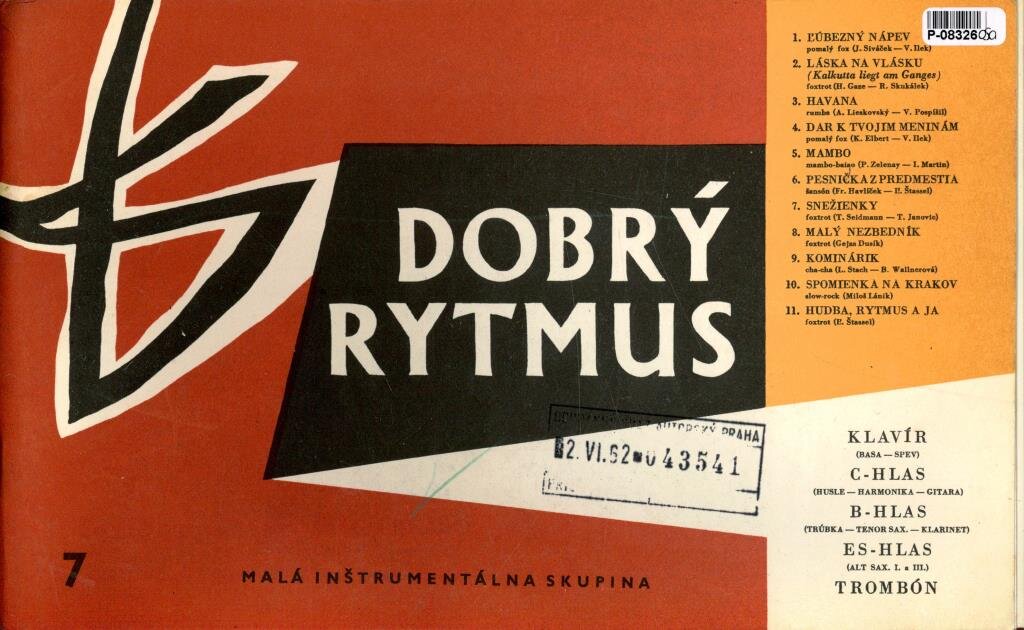 P-08326
1. ĽÚBEZNÝ NÁPEV
pomalý fox (J. Siváček — V. Ilek)
2. LÁSKA NA VLÁSKU
(Kalkutta liegt am Ganges)
foxtrot (H. Gaze — R. Skukálek)
3. HAVANA
rumba (A. Lieskovský — V. Pospíšil)
4. DAR K TVOJIM MENINÁM
pomalý fox (K. Elbert — V. Ilek)
5. MAMBO
mambo-baiao (P. Zelenay — I. Martin)
6. PESNIČKA Z PREDMESTIA
šansón (Fr. Havlíček — E. Štassel)
7. SNEŽIENKY
foxtrot (T. Seidmann — T. Janovic)
8. MALÝ NEZBEDNÍK
foxtrot (Gejza Dusík)
9. KOMINÁRIK
cha-cha (L. Stach — B. Wallnerová)
10. SPOMIENKA NA KRAKOV
slow-rock (Miloš Láník)
11. HUDBA, RYTMUS A JA
foxtrot (E. Štassel)
DOBRÝ
RYTMUS
PRAHA
2. VI. 62 043541
KLAVÍR
(BASA — SPEV)
C-HLAS
(HUSLE — HARMONIKA — GITARA)
B-HLAS
(TRÚBKA — TENOR SAX. — KLARINET)
ES-HLAS
(ALT SAX. I. a III.)
TROMBÓN
7
MALÁ INŠTRUMENTÁLNA SKUPINA